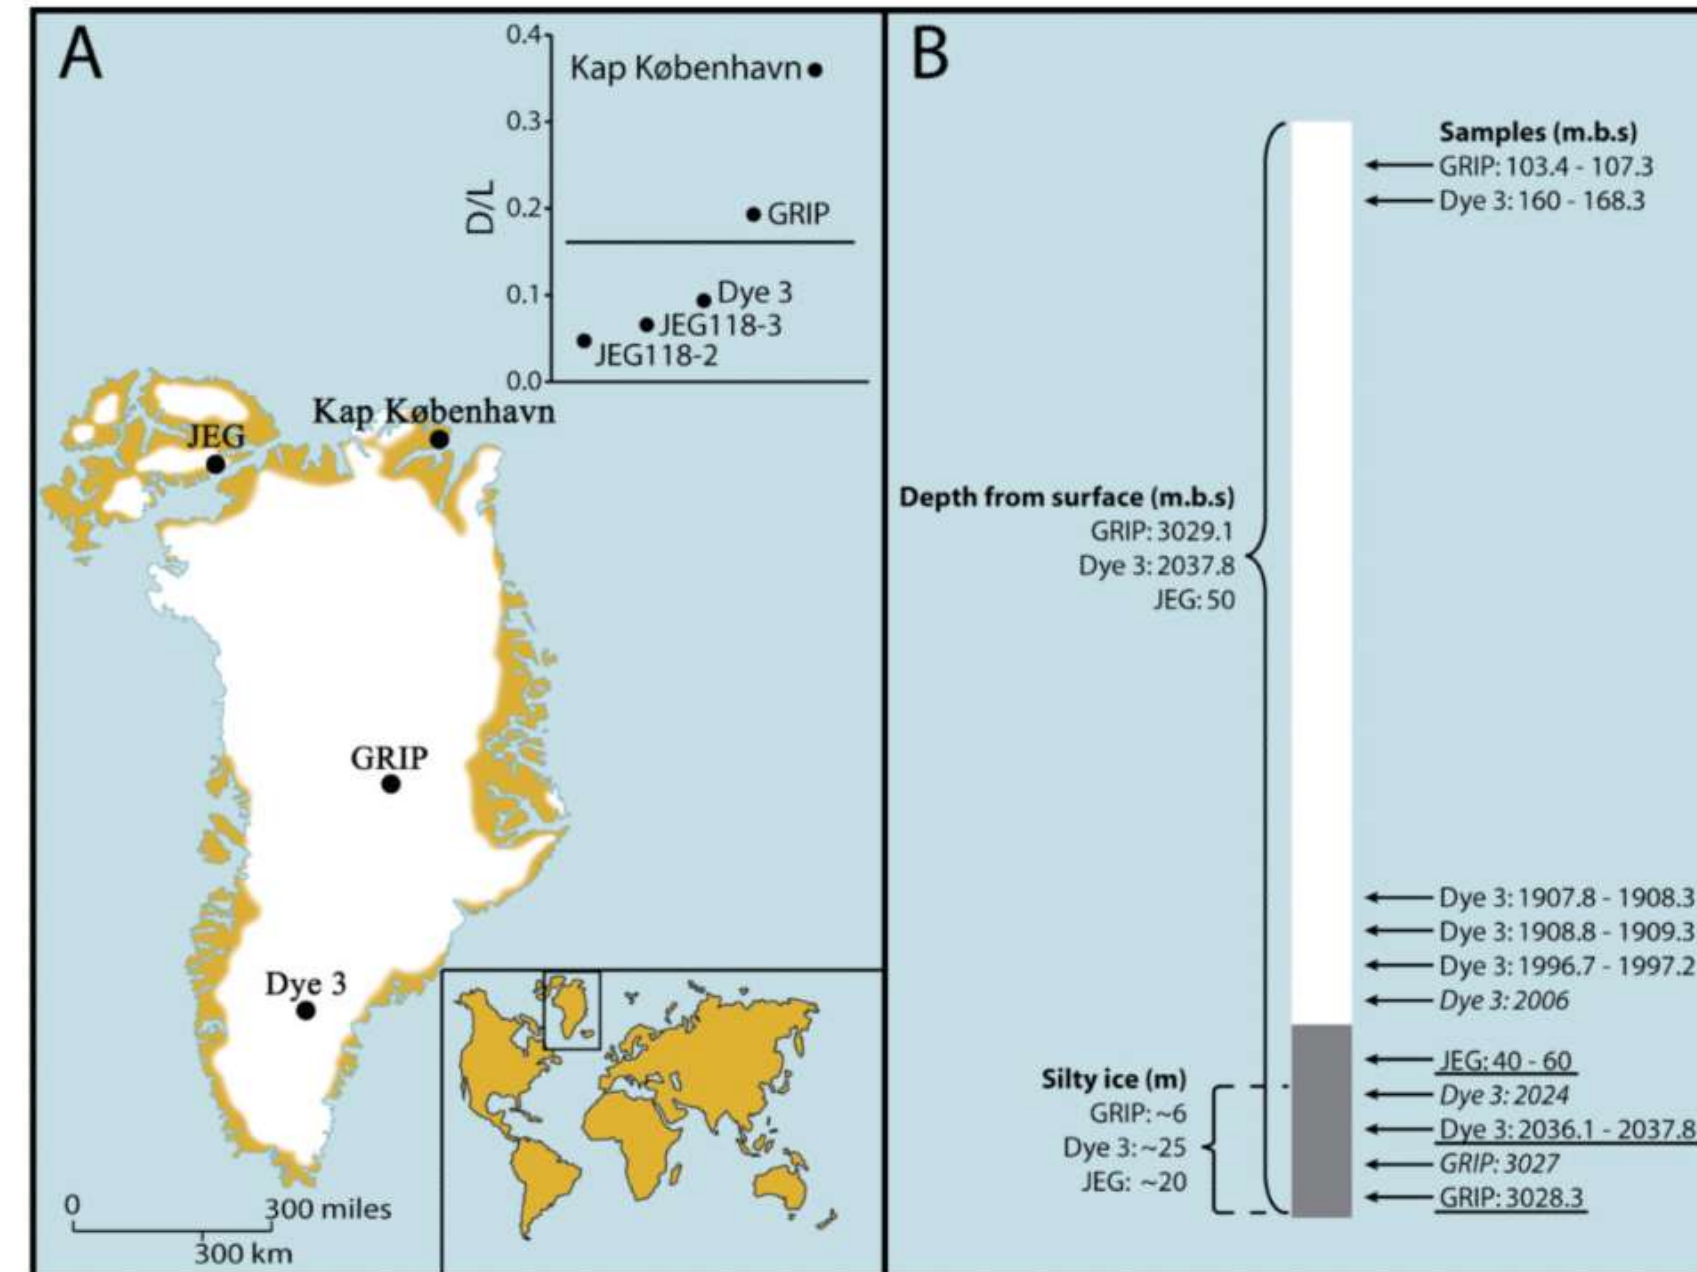 A
0.4
Kap København
0.3
D/L
0.2
GRIP
0.1
Dye 3
JEG118-3
JEG118-2
0.0
Kap København
JEG
GRIP
Dye 3
0
300 miles
300 km
B
Samples (m.b.s)
GRIP: 103.4 - 107.3
Dye 3: 160 - 168.3
Depth from surface (m.b.s)
GRIP: 3029.1
Dye 3: 2037.8
JEG: 50
Dye 3: 1907.8 - 1908.3
Dye 3: 1908.8 - 1909.3
Dye 3: 1996.7 - 1997.2
Dye 3: 2006
JEG: 40 - 60
Dye 3: 2024
Dye 3: 2036.1 - 2037.8
GRIP: 3027
GRIP: 3028.3
Silty ice (m)
GRIP: ~6
Dye 3: ~25
JEG: ~20